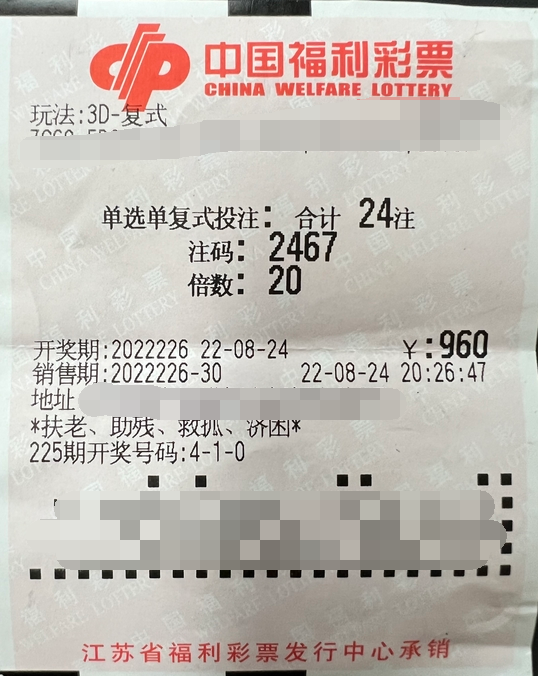 中国福利彩票
CHINA WELFARE LOTTERY
玩法:3D-复式
单选单复式投注: 合计 24注
注码: 2467
倍数: 20
开奖期:2022226 22-08-24 ¥:960
销售期:2022226-30 22-08-24 20:26:47
地址
*扶老、助残、救孤、济困*
225期开奖号码:4-1-0
江苏省福利彩票发行中心承销